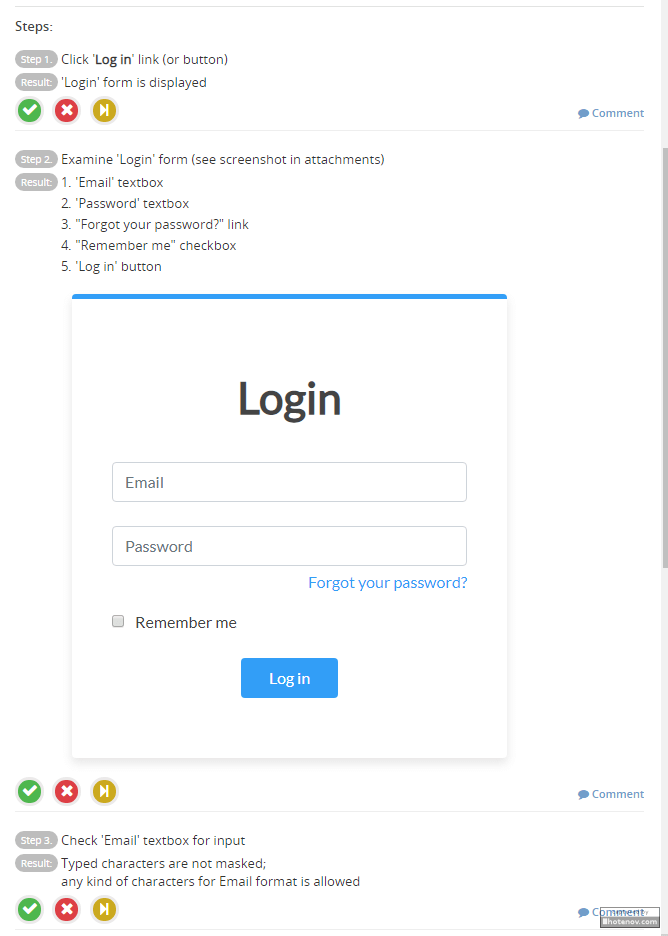 Steps:
Step 1. Click 'Log in' link (or button)
Result: 'Login' form is displayed
Comment
Step 2. Examine 'Login' form (see screenshot in attachments)
Result: 1. 'Email' textbox
2. 'Password' textbox
3. "Forgot your password?" link
4. "Remember me" checkbox
5. 'Log in' button
Login
Email
Password
Forgot your password?
Remember me
Log in
Comment
Step 3. Check 'Email' textbox for input
Result: Typed characters are not masked;
any kind of characters for Email format is allowed
Comment
hotenov.com